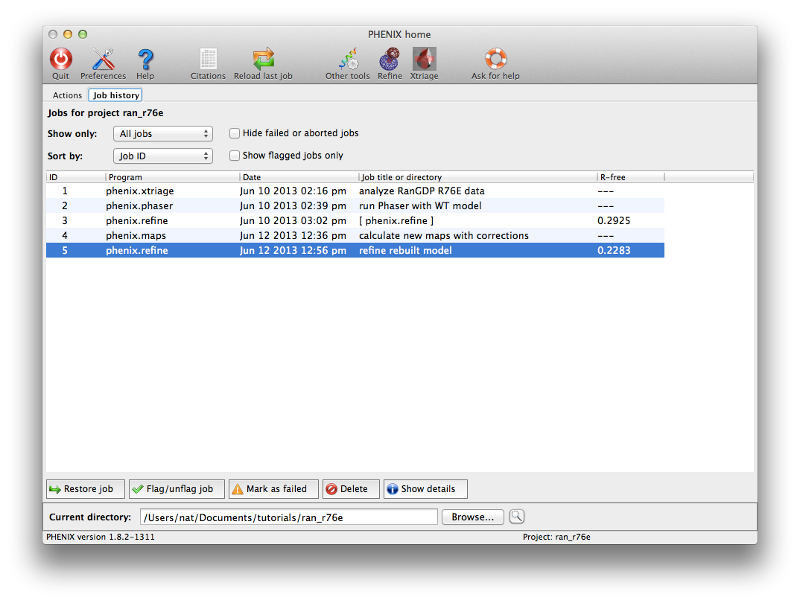 PHENIX home
Quit Preferences Help Citations Reload last job Other tools Refine Xtriage Ask for help
Actions Job history
Jobs for project ran_r76e
Show only: All jobs Hide failed or aborted jobs
Sort by: Job ID Show flagged jobs only
ID Program Date Job title or directory R-free
1 phenix.xtriage Jun 10 2013 02:16 pm analyze RanGDP R76E data ---
2 phenix.phaser Jun 10 2013 02:39 pm run Phaser with WT model ---
3 phenix.refine Jun 10 2013 03:02 pm [ phenix.refine ] 0.2925
4 phenix.maps Jun 12 2013 12:36 pm calculate new maps with corrections ---
5 phenix.refine Jun 12 2013 12:56 pm refine rebuilt model 0.2283
Restore job Flag/unflag job Mark as failed Delete Show details
Current directory: /Users/nat/Documents/tutorials/ran_r76e Browse...
PHENIX version 1.8.2-1311 Project: ran_r76e